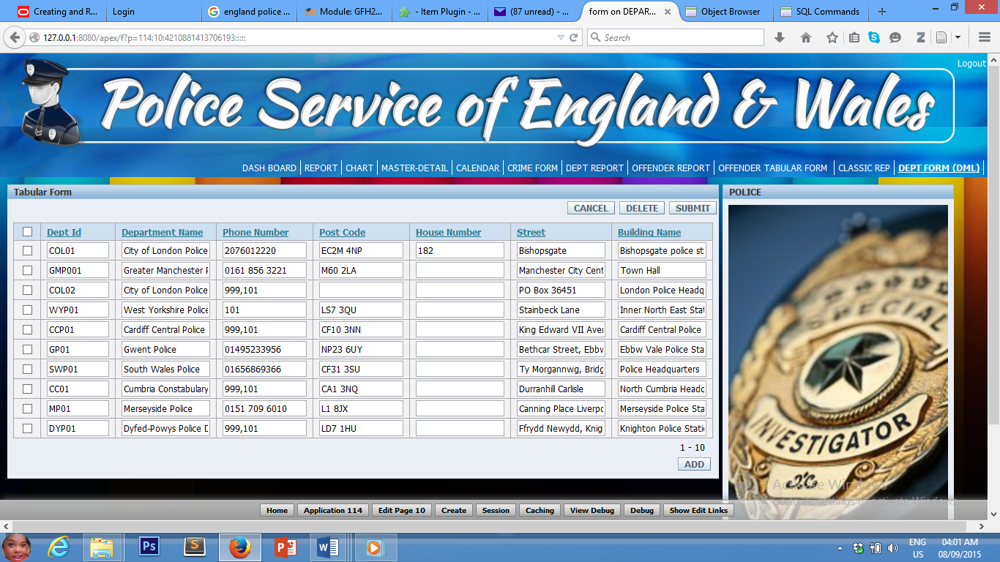 Creating and R... Login england police ... Module: GFH2... - Item Plugin - ... (87 unread) - ... form on DEPAR... Object Browser SQL Commands
127.0.0.1:8080/apex/f?p=114:10:4210881413706193::::: Search
Logout
Police Service of England & Wales
DASH BOARD REPORT CHART MASTER-DETAIL CALENDAR CRIME FORM DEPT REPORT OFFENDER REPORT OFFENDER TABULAR FORM CLASSIC REP DEPT FORM (DML)
Tabular Form
CANCEL DELETE SUBMIT
Dept Id Department Name Phone Number Post Code House Number Street Building Name
COL01 City of London Police 2076012220 EC2M 4NP 182 Bishopsgate Bishopsgate police st
GMP001 Greater Manchester 0161 856 3221 M60 2LA Manchester City Cent Town Hall
COL02 City of London Police 999,101 PO Box 36451 London Police Headq
WYP01 West Yorkshire Police 101 LS7 3QU Stainbeck Lane Inner North East Stat
CCP01 Cardiff Central Police 999,101 CF10 3NN King Edward VII Aven Cardiff Central Police
GP01 Gwent Police 01495233956 NP23 6UY Bethcar Street, Ebbw Ebbw Vale Police Sta
SWP01 South Wales Police 01656869366 CF31 3SU Ty Morgannwg, Bridg Police Headquarters
CC01 Cumbria Constabulary 999,101 CA1 3NQ Durranhill Carlisle North Cumbria Headq
MP01 Merseyside Police 0151 709 6010 L1 8JX Canning Place Liverpo Merseyside Police Sta
DYP01 Dyfed-Powys Police D 999,101 LD7 1HU Ffrydd Newydd, Knig Knighton Police Stati
1 - 10
ADD
POLICE
SPECIAL
INVESTIGATOR
Activate Windows
Go to PC settings to activate Windows.
Home Application 114 Edit Page 10 Create Session Caching View Debug Debug Show Edit Links
Ps S P W
ENG 04:01 AM
US 08/09/2015